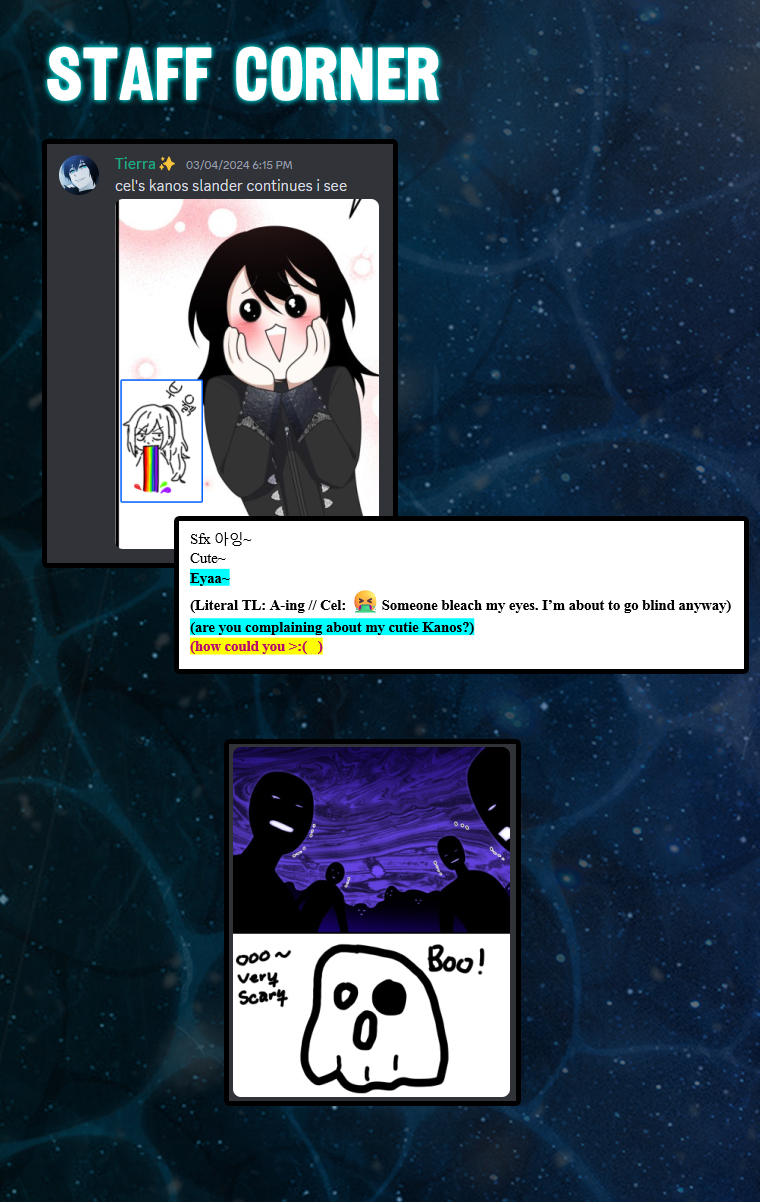 STAFF CORNER
Tierra✨ 03/04/2024 6:15 PM
cel's kanos slander continues i see
우웅
Sfx 아잉~
Cute~
Eyaa~
(Literal TL: A-ing // Cel: 🤮 Someone bleach my eyes. I'm about to go blind anyway)
(are you complaining about my cutie Kanos?)
(how could you >:( )
ooo~
very
scary
Boo!